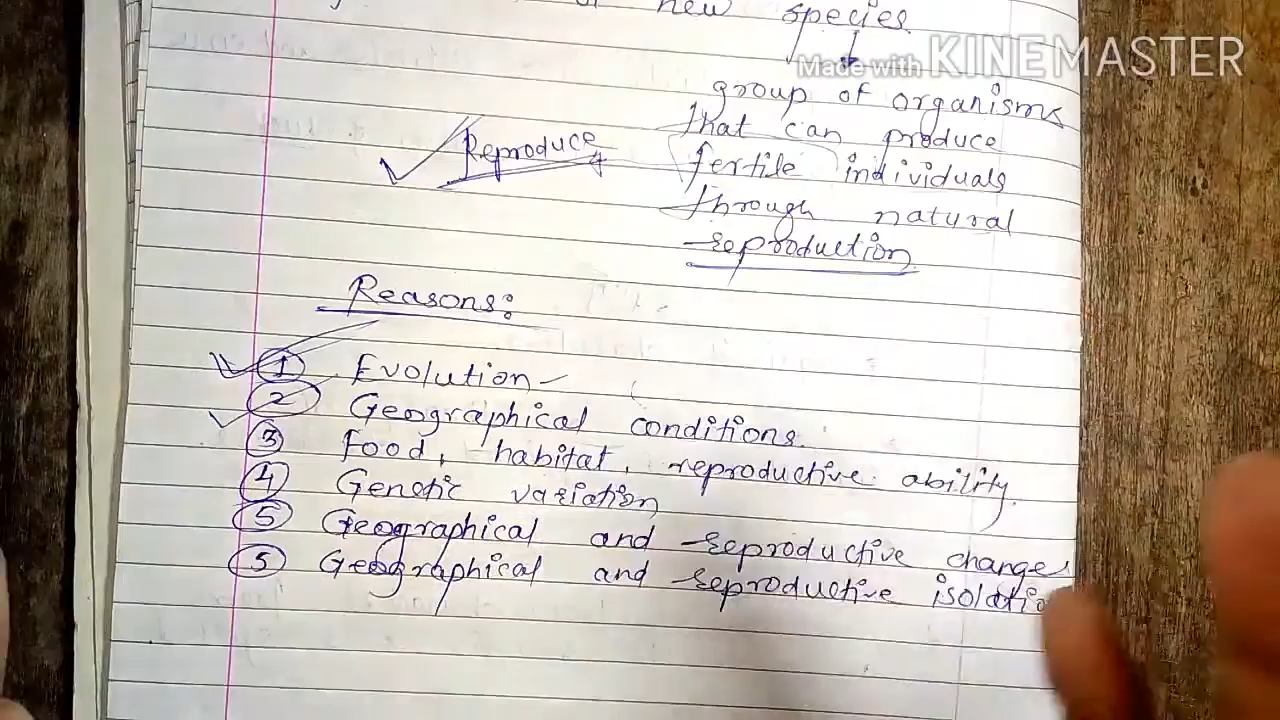 new species
Made with KINEMASTER
group of organisms
that can produce
Reproduce
fertile individuals
through natural
reproduction
Reasons:
1 Evolution
2 Geographical conditions.
3 Food, habitat, reproductive ability.
4 Genetic variation
5 Geographical and reproductive changes
5 Geographical and reproductive isolatio